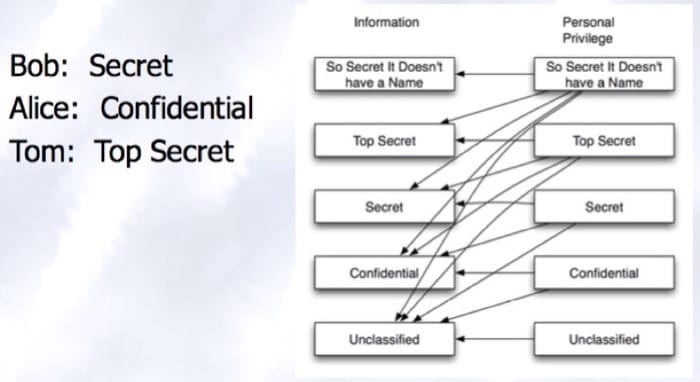 Bob: Secret
Alice: Confidential
Tom: Top Secret
Information
Personal
Privilege
So Secret It Doesn't
have a Name
So Secret It Doesn't
have a Name
Top Secret
Top Secret
Secret
Secret
Confidential
Confidential
Unclassified
Unclassified